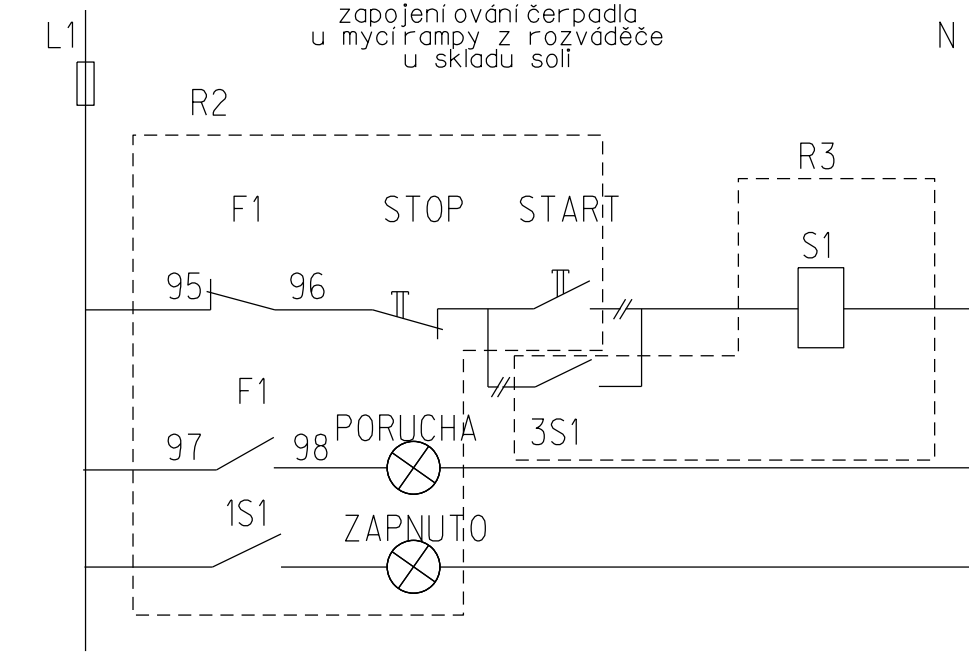 zapojení ování čerpadla
u mycí rampy z rozváděče
u skladu soli
L1
N
R2
R3
F1
STOP
START
S1
95
96
F1
97
98
PORUCHA
3S1
1S1
ZAPNUTO